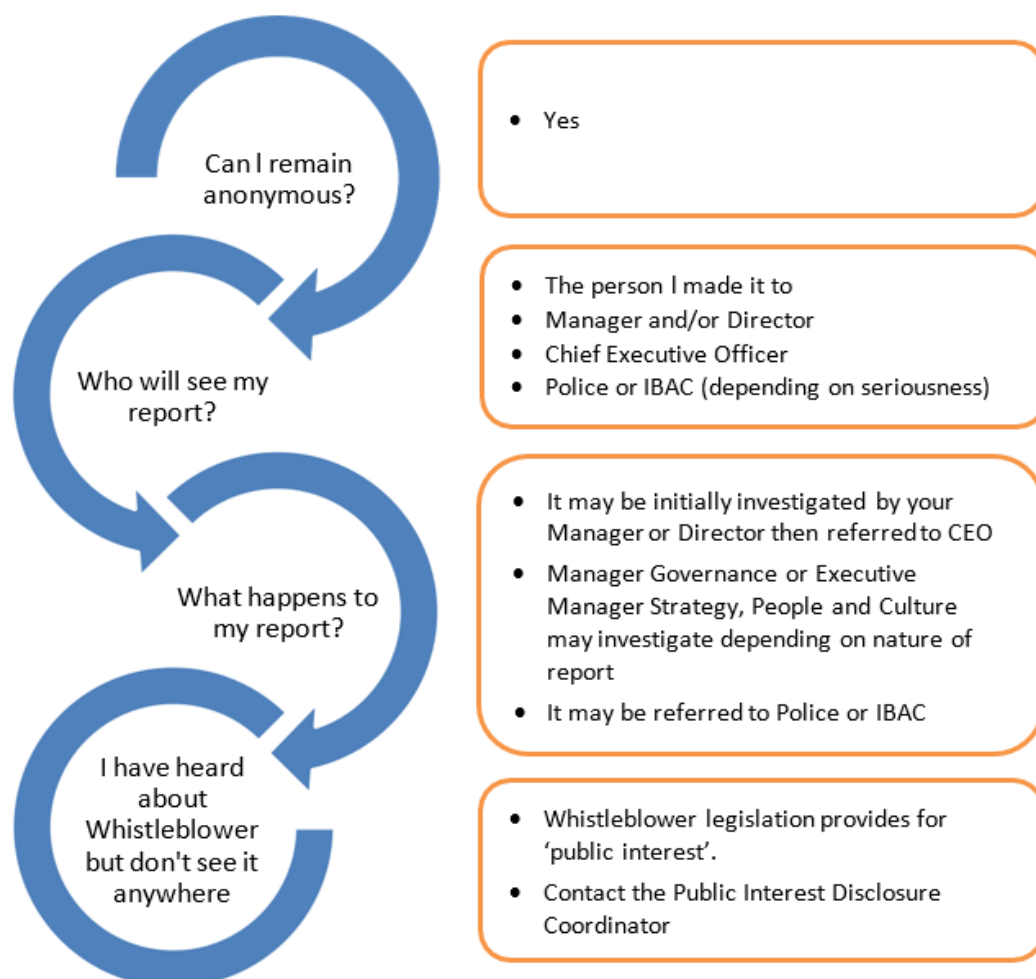 Can I remain
anonymous?
• Yes
Who will see my
report?
• The person I made it to
• Manager and/or Director
• Chief Executive Officer
• Police or IBAC (depending on seriousness)
What happens to
my report?
• It may be initially investigated by your
Manager or Director then referred to CEO
• Manager Governance or Executive
Manager Strategy, People and Culture
may investigate depending on nature of
report
• It may be referred to Police or IBAC
I have heard
about
Whistleblower
but don't see it
anywhere
• Whistleblower legislation provides for
‘public interest’.
• Contact the Public Interest Disclosure
Coordinator